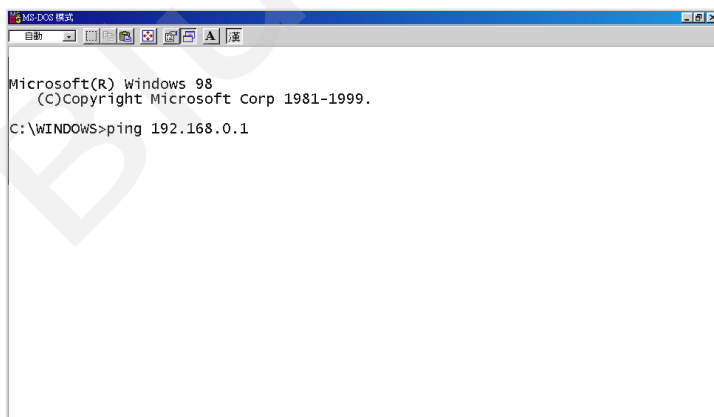 MS-DOS 模式
自動
A 漢
Microsoft(R) Windows 98
(C)Copyright Microsoft Corp 1981-1999.
C:\WINDOWS>ping 192.168.0.1